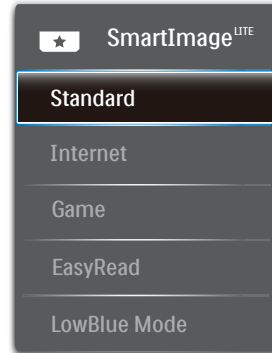 SmartImage LITE
Standard
Internet
Game
EasyRead
LowBlue Mode